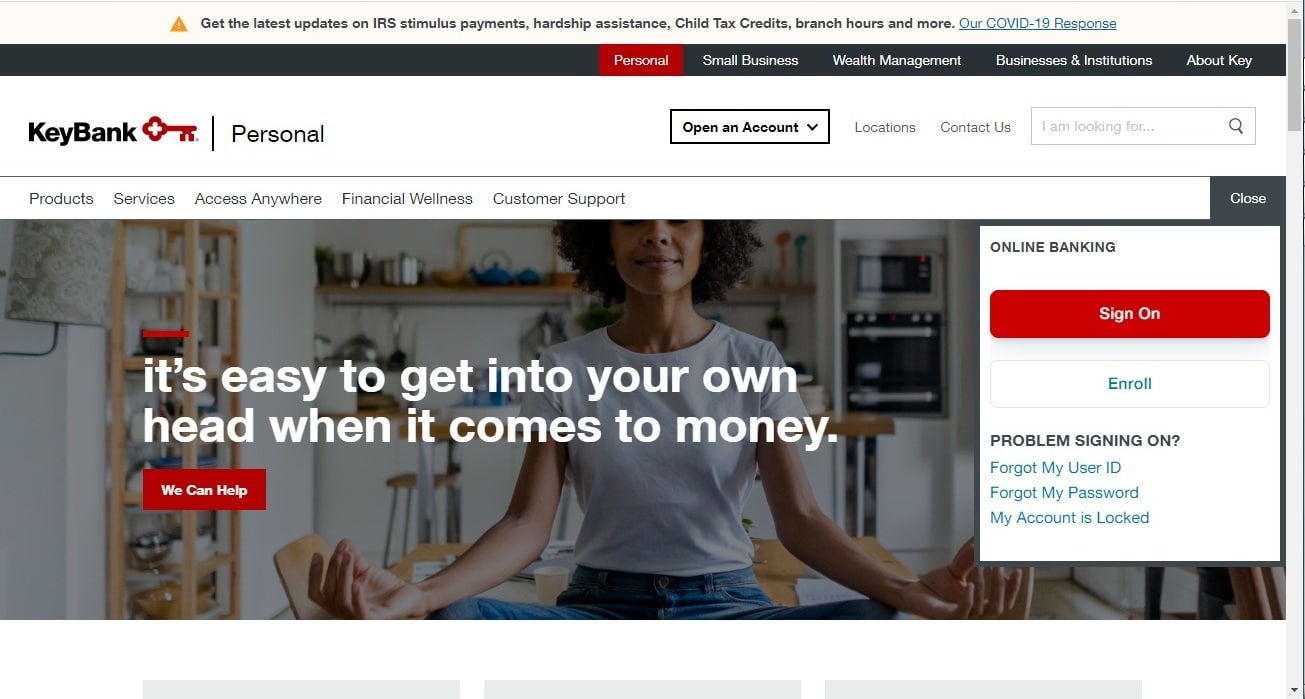 Get the latest updates on IRS stimulus payments, hardship assistance, Child Tax Credits, branch hours and more. Our COVID-19 Response
Personal Small Business Wealth Management Businesses & Institutions About Key
KeyBank Personal Open an Account Locations Contact Us I am looking for...
Products Services Access Anywhere Financial Wellness Customer Support Close
ONLINE BANKING
Sign On
Enroll
PROBLEM SIGNING ON?
Forgot My User ID
Forgot My Password
My Account is Locked
it’s easy to get into your own
head when it comes to money.
We Can Help